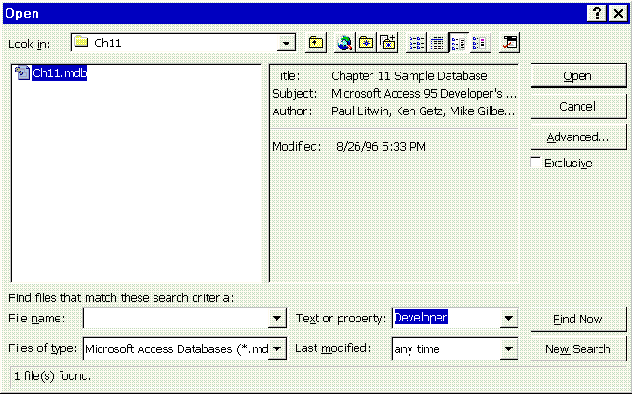 Open
Look in: Ch11
Ch11.mdb
Title: Chapter 11 Sample Database
Subject: Microsoft Access 95 Developer's ...
Author: Paul Litwin, Ken Getz, Mike Gilbe...
Modified: 8/26/96 5:33 PM
Open
Cancel
Advanced...
Exclusive
Find files that match these search criteria:
File name: Text or property: Developer Find Now
Files of type: Microsoft Access Databases (*.md Last modified: any time New Search
1 file(s) found.